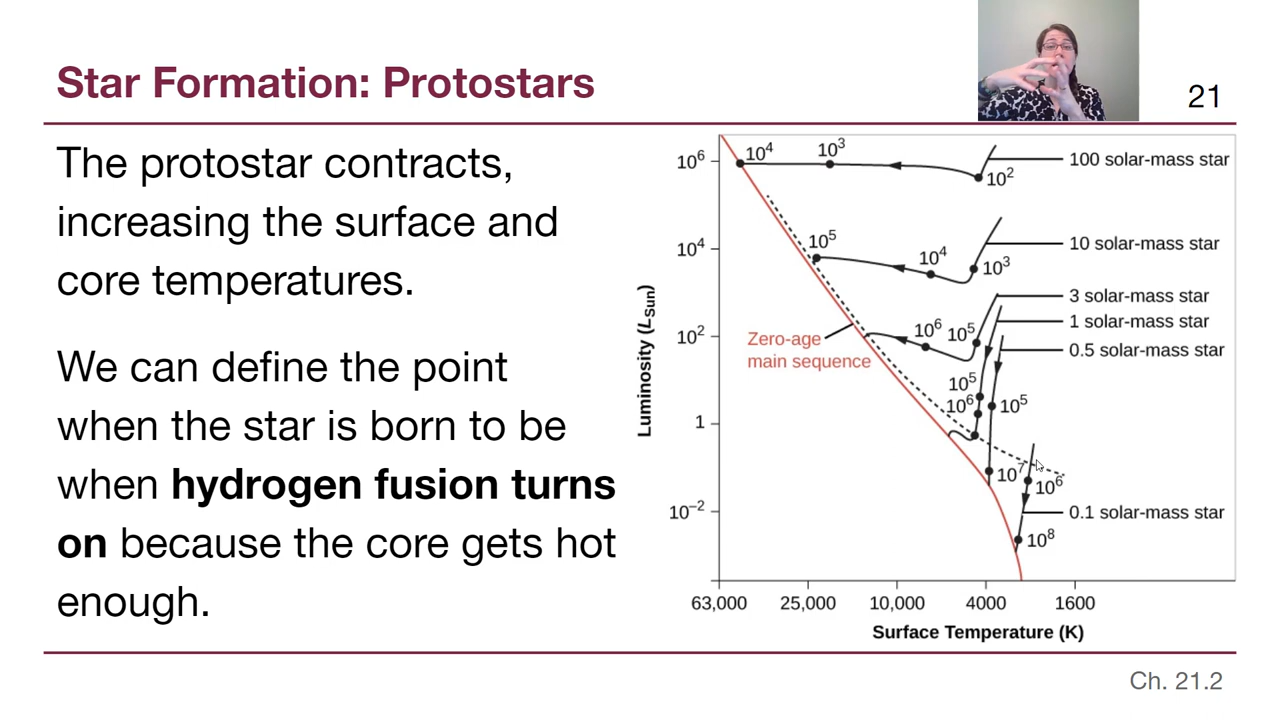 Star Formation: Protostars
21
The protostar contracts,
increasing the surface and
core temperatures.
We can define the point
when the star is born to be
when hydrogen fusion turns
on because the core gets hot
enough.
Luminosity (L_Sun)
10⁶
10⁴
10²
1
10⁻²
10⁴
10³
10²
100 solar-mass star
10⁵
10⁴
10³
10 solar-mass star
10⁶
10⁵
3 solar-mass star
1 solar-mass star
0.5 solar-mass star
Zero-age
main sequence
10⁵
10⁶
10⁵
10⁷
10⁶
0.1 solar-mass star
10⁸
63,000
25,000
10,000
4000
1600
Surface Temperature (K)
Ch. 21.2